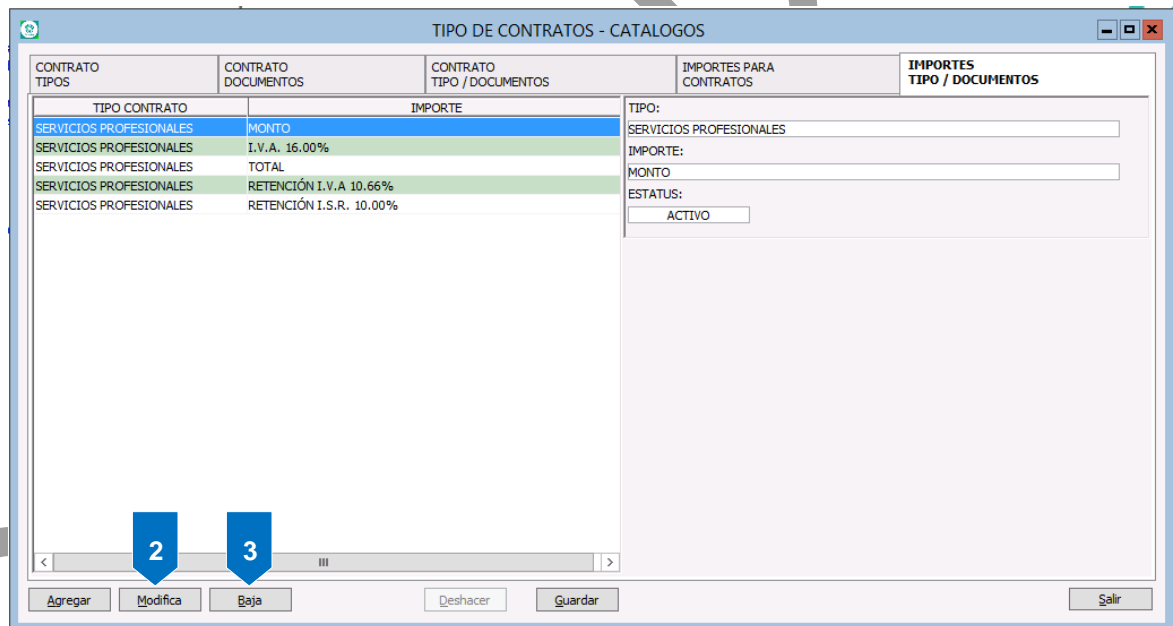 TIPO DE CONTRATOS - CATALOGOS
CONTRATO
TIPOS
CONTRATO
DOCUMENTOS
CONTRATO
TIPO / DOCUMENTOS
IMPORTES PARA
CONTRATOS
IMPORTES
TIPO / DOCUMENTOS
TIPO CONTRATO IMPORTE
SERVICIOS PROFESIONALES MONTO
SERVICIOS PROFESIONALES I.V.A. 16.00%
SERVICIOS PROFESIONALES TOTAL
SERVICIOS PROFESIONALES RETENCIÓN I.V.A 10.66%
SERVICIOS PROFESIONALES RETENCIÓN I.S.R. 10.00%
TIPO:
SERVICIOS PROFESIONALES
IMPORTE:
MONTO
ESTATUS:
ACTIVO
2 3
Agregar Modifica Baja Deshacer Guardar Salir